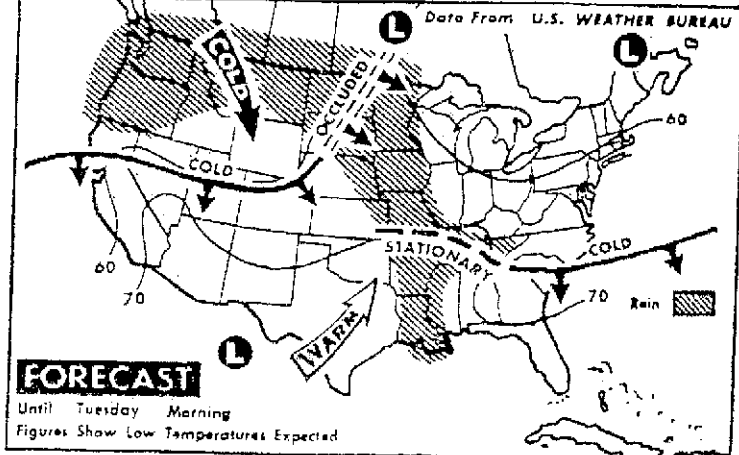 Data From U.S. WEATHER BUREAU
L
L
COLD
OCCLUDED
60
COLD
STATIONARY
COLD
60
70
70
Rain
L
WARM
FORECAST
Until Tuesday Morning
Figures Show Low Temperatures Expected